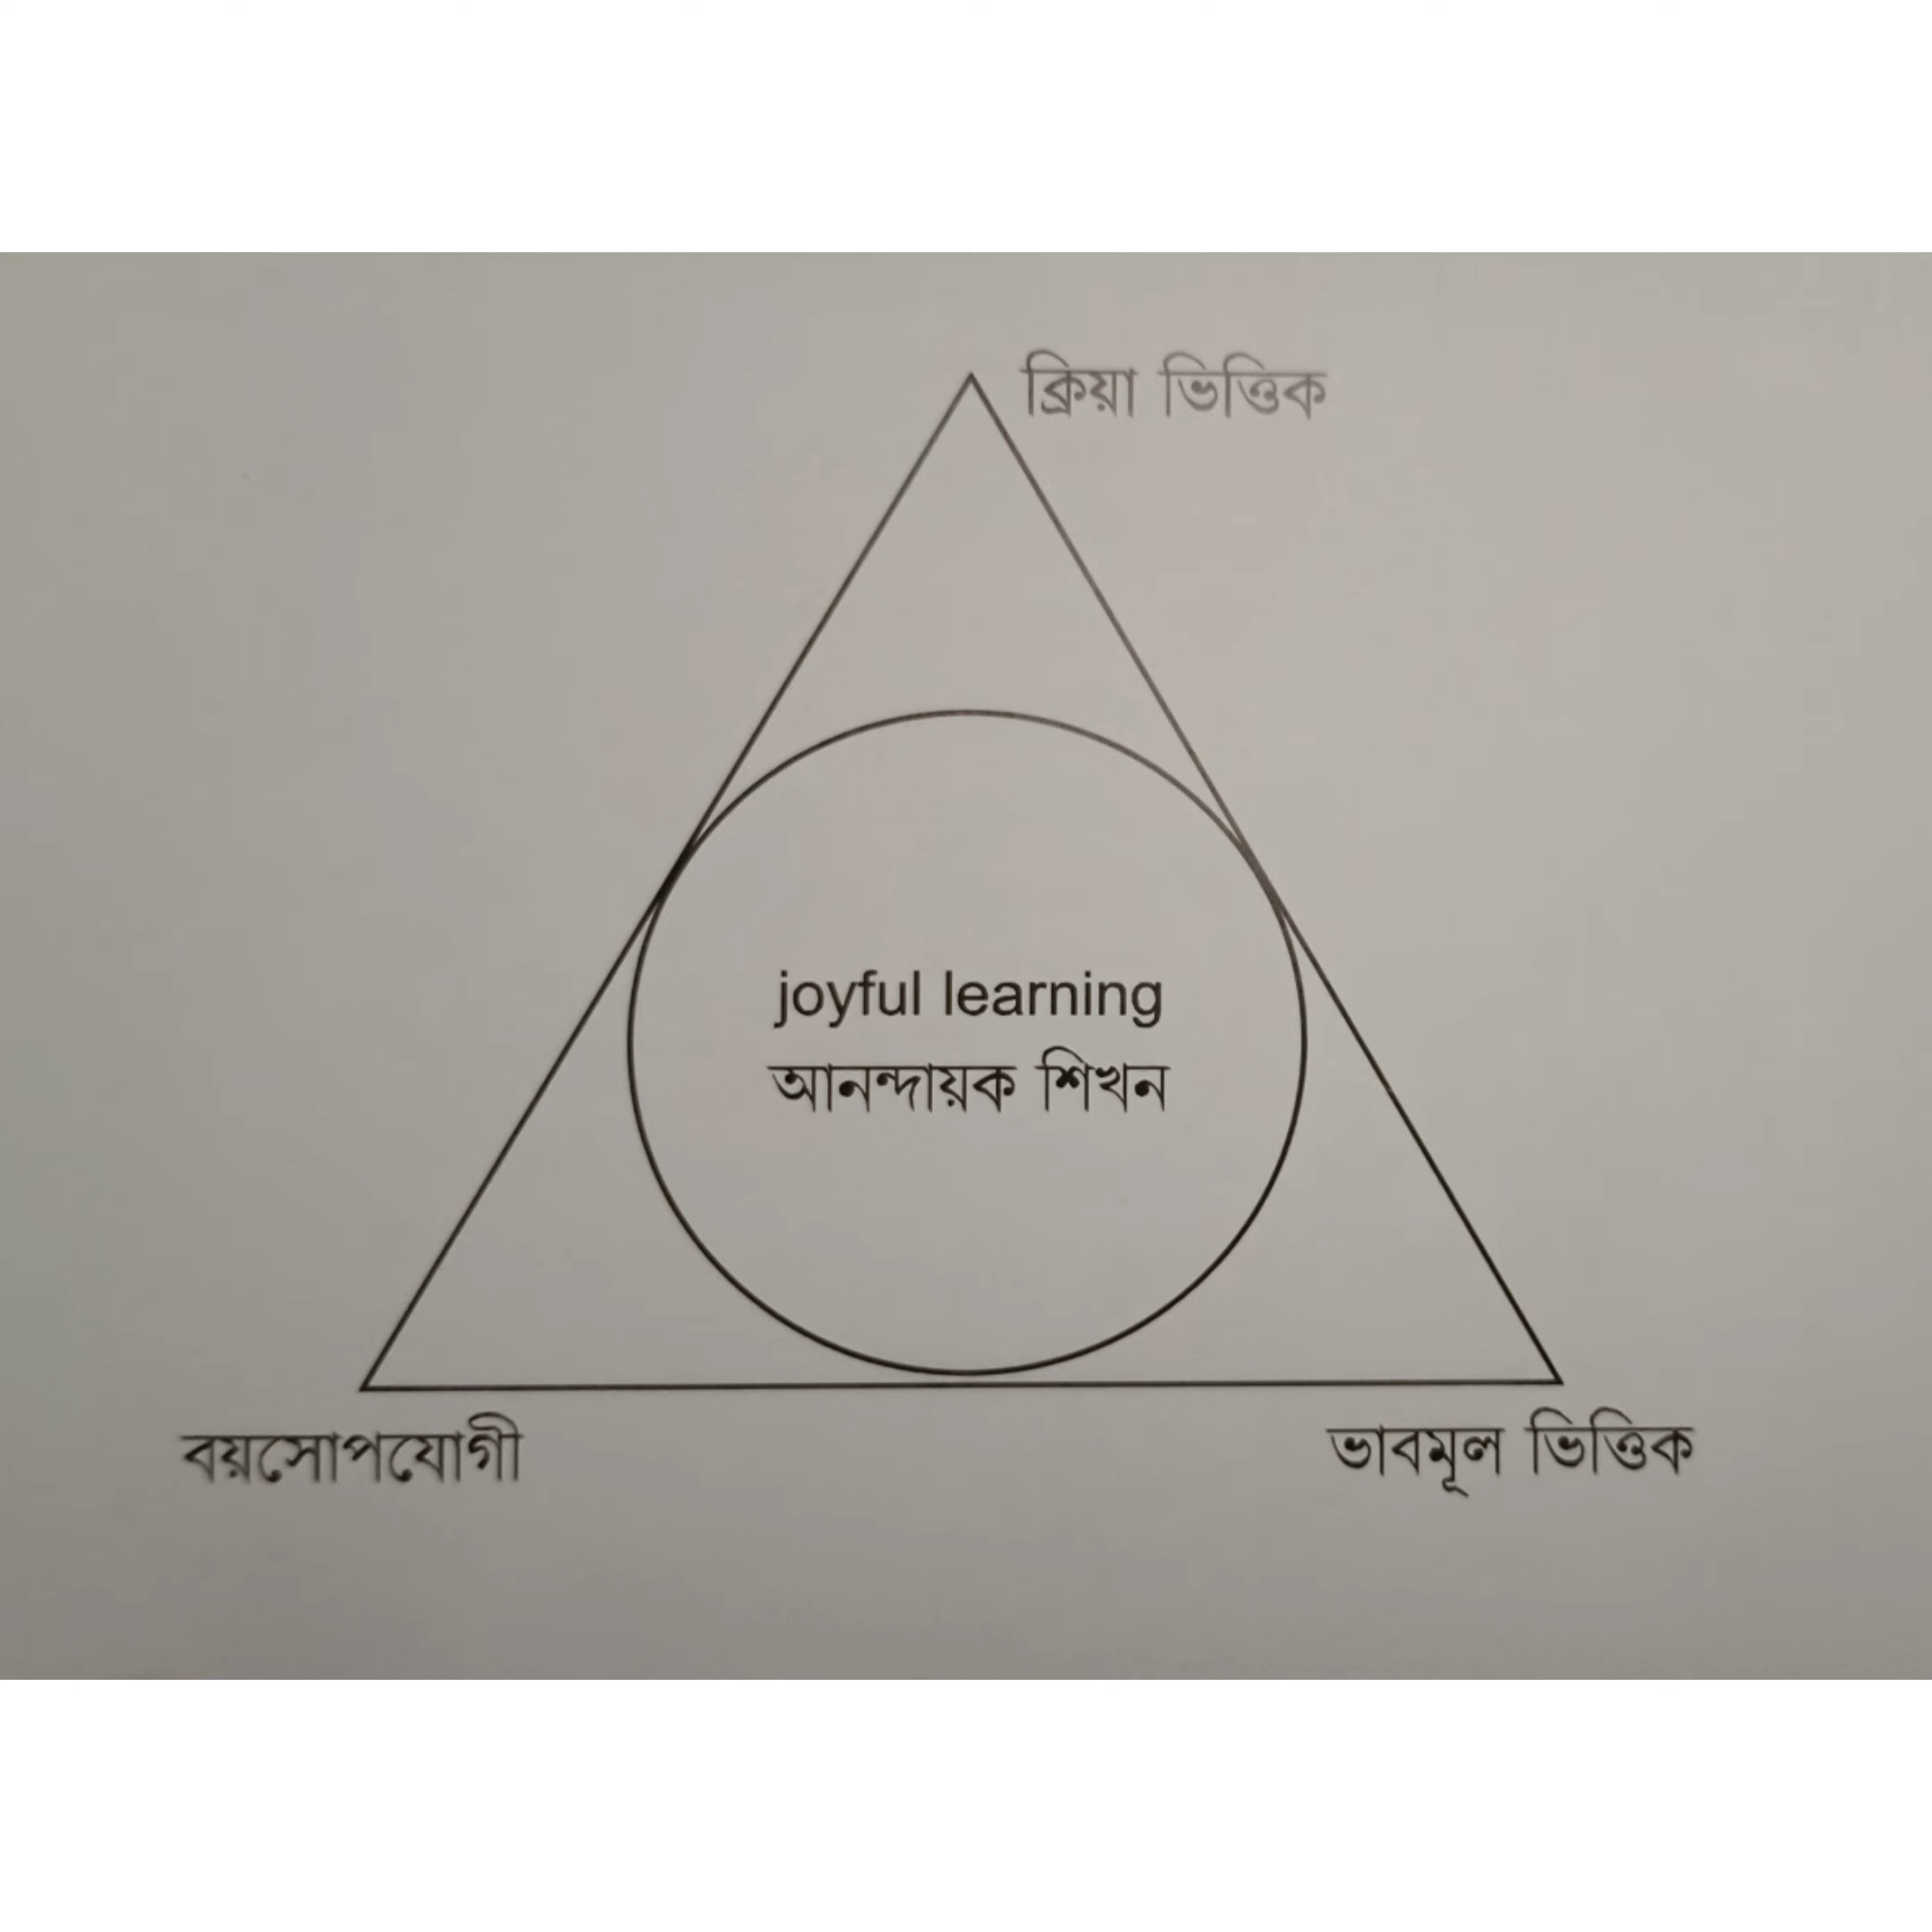 ক্রিয়া ভিত্তিক
joyful learning
আনন্দায়ক শিখন
বয়সোপযোগী
ভাবমূল ভিত্তিক